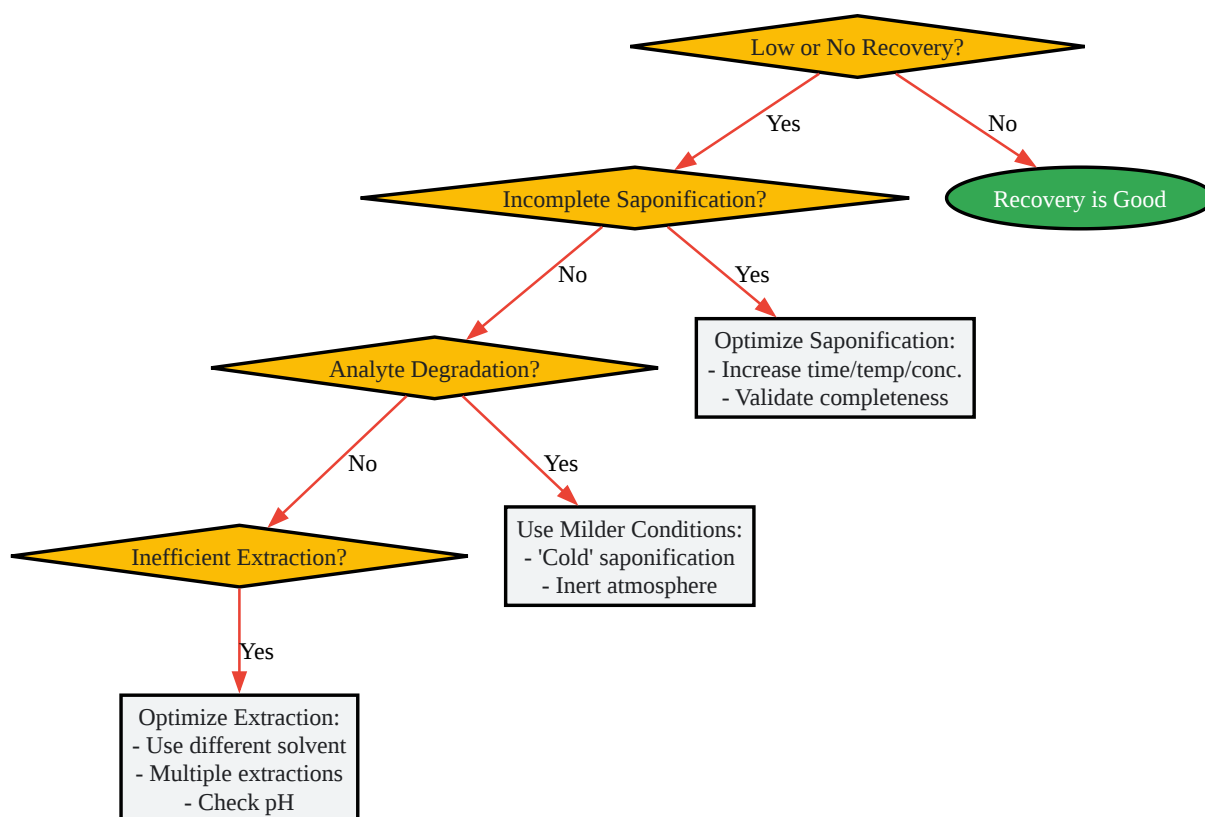 Low or No Recovery?
Yes
No
Incomplete Saponification?
Recovery is Good
No
Yes
Analyte Degradation?
Optimize Saponification:
- Increase time/temp/conc.
- Validate completeness
No
Yes
Inefficient Extraction?
Use Milder Conditions:
- 'Cold' saponification
- Inert atmosphere
Yes
Optimize Extraction:
- Use different solvent
- Multiple extractions
- Check pH